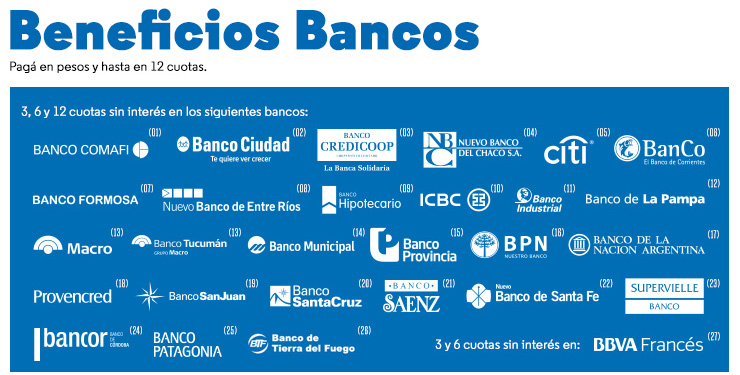 Beneficios Bancos
Pagá en pesos y hasta en 12 cuotas.
3, 6 y 12 cuotas sin interés en los siguientes bancos:
BANCO COMAFI (01)
Banco Ciudad (02)
Te quiere ver crecer
BANCO (03)
CREDICOOP
La Banca Solidaria
NBC NUEVO BANCO (04)
DEL CHACO S.A.
citi® (05)
BanCo (06)
El Banco de Corrientes
BANCO FORMOSA (07)
Nuevo Banco de Entre Ríos (08)
BANCO (09)
Hipotecario
ICBC (10)
Banco (11)
Industrial
Banco de La Pampa (12)
Macro (13)
Banco Tucumán (13)
GRUPO Macro
Banco Municipal (14)
Banco (15)
Provincia
BPN (16)
NUESTRO BANCO
BANCO DE LA (17)
NACION ARGENTINA
Provencred (18)
Banco SanJuan (19)
Banco (20)
SantaCruz
BANCO (21)
SAENZ
Nuevo (22)
Banco de Santa Fe
SUPERVIELLE (23)
BANCO
bancor BANCO DE CÓRDOBA (24)
BANCO (25)
PATAGONIA
BTF Banco de (26)
Tierra del Fuego
3 y 6 cuotas sin interés en: BBVA Francés (27)